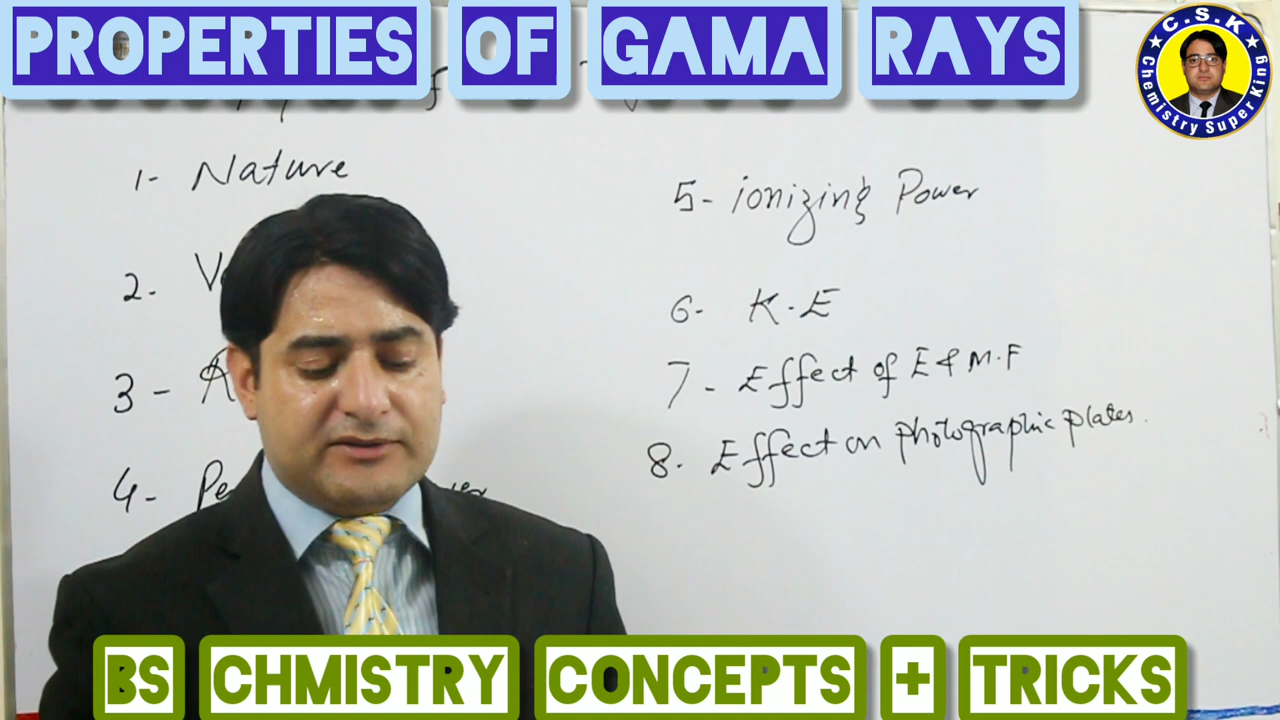 PROPERTIES OF GAMA RAYS
C.S.K
Chemistry Super King
1- Nature
2-
3-
4-
5- ionizing Power
6- K.E
7- Effect of E & M.F
8. Effect on photographic plates.
BS CHMISTRY CONCEPTS + TRICKS